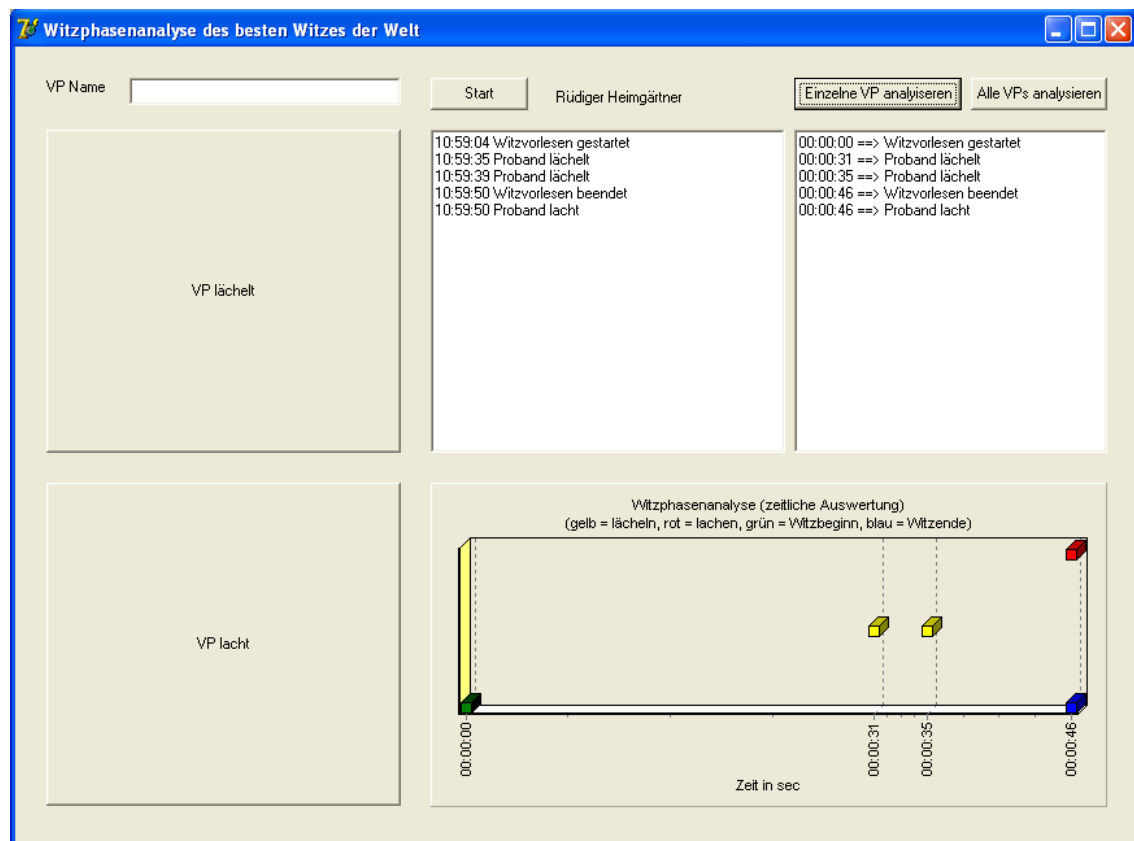 Witzphasenanalyse des besten Witzes der Welt
VP Name
Start
Rüdiger Heimgärtner
Einzelne VP analyiseren
Alle VPs analysieren
VP lächelt
10:59:04 Witzvorlesen gestartet
10:59:35 Proband lächelt
10:59:39 Proband lächelt
10:59:50 Witzvorlesen beendet
10:59:50 Proband lacht
00:00:00 ==> Witzvorlesen gestartet
00:00:31 ==> Proband lächelt
00:00:35 ==> Proband lächelt
00:00:46 ==> Witzvorlesen beendet
00:00:46 ==> Proband lacht
VP lacht
Witzphasenanalyse (zeitliche Auswertung)
(gelb = lächeln, rot = lachen, grün = Witzbeginn, blau = Witzende)
00:00:00
00:00:31
00:00:35
00:00:46
Zeit in sec